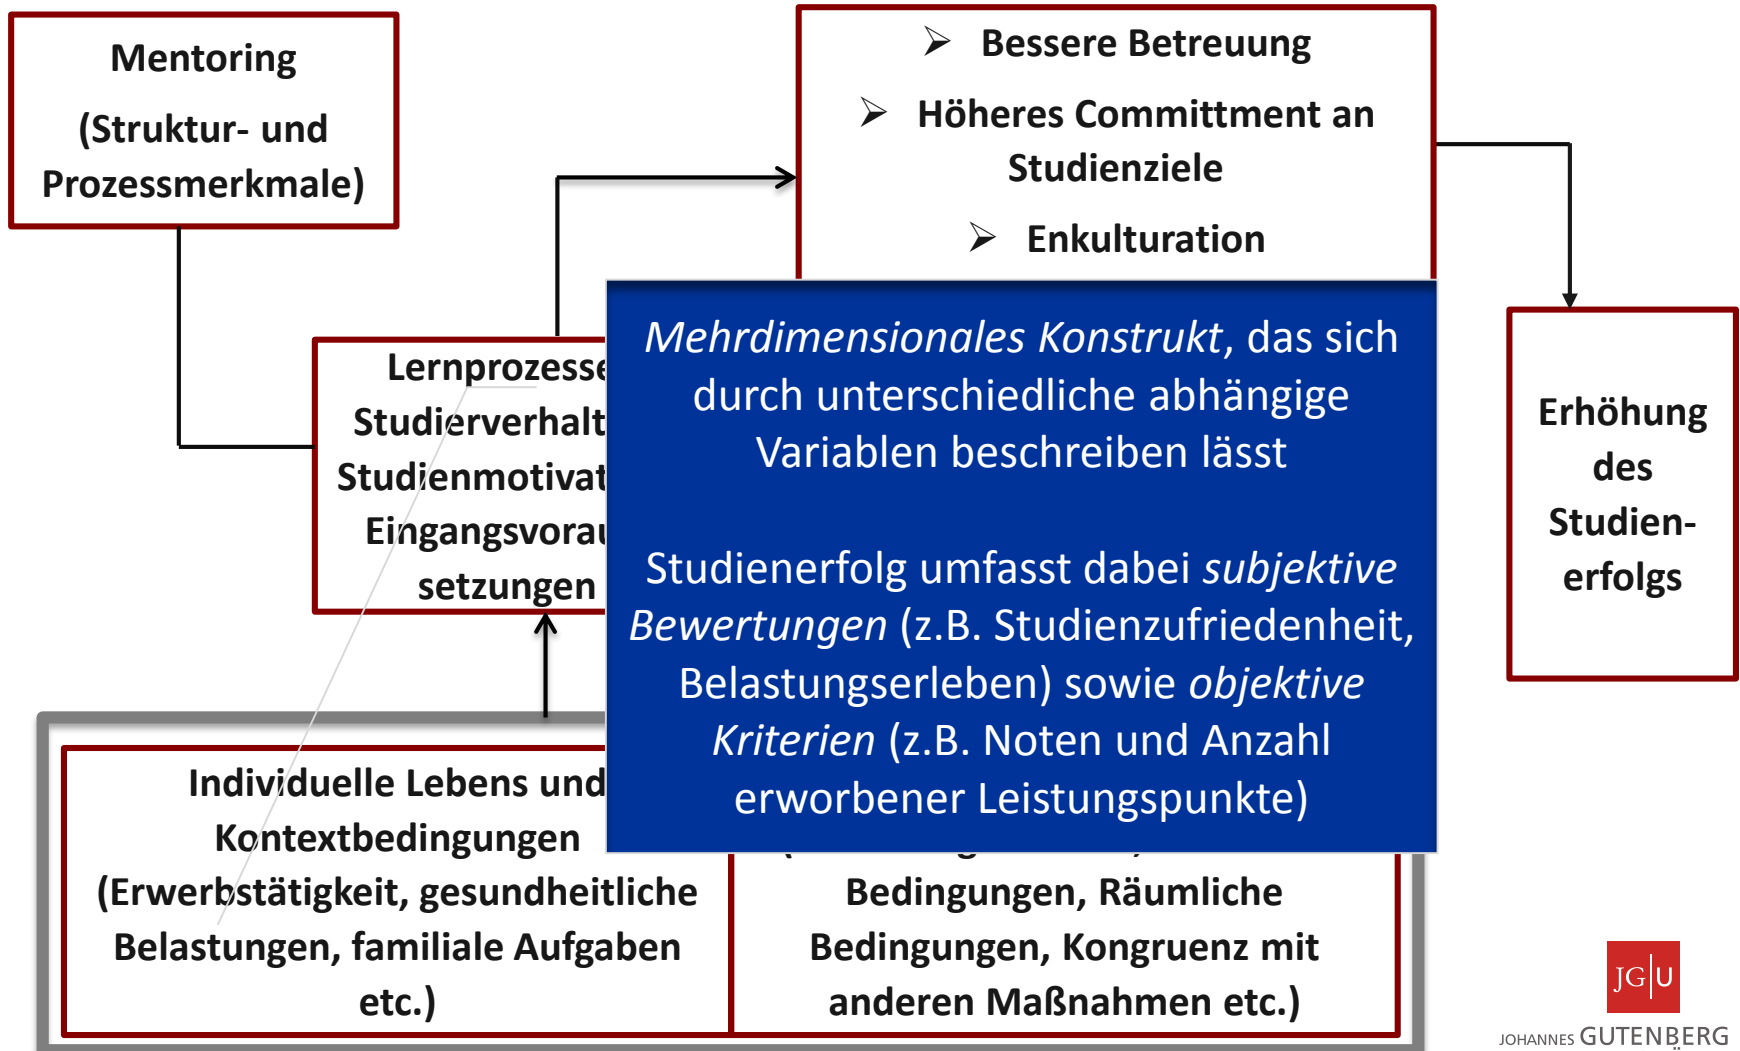 Mentoring
(Struktur- und
Prozessmerkmale)
➢ Bessere Betreuung
➢ Höheres Committment an
Studienziele
➢ Enkulturation
Lernprozesse
Studierverhalt
Studienmotivat
Eingangsvorau
setzungen
Mehrdimensionales Konstrukt, das sich
durch unterschiedliche abhängige
Variablen beschreiben lässt
Studienerfolg umfasst dabei subjektive
Bewertungen (z.B. Studienzufriedenheit,
Belastungserleben) sowie objektive
Kriterien (z.B. Noten und Anzahl
erworbener Leistungspunkte)
Erhöhung
des
Studien-
erfolgs
Individuelle Lebens und
Kontextbedingungen
(Erwerbstätigkeit, gesundheitliche
Belastungen, familiale Aufgaben
etc.)
Bedingungen, Räumliche
Bedingungen, Kongruenz mit
anderen Maßnahmen etc.)
JG|U
JOHANNES GUTENBERG